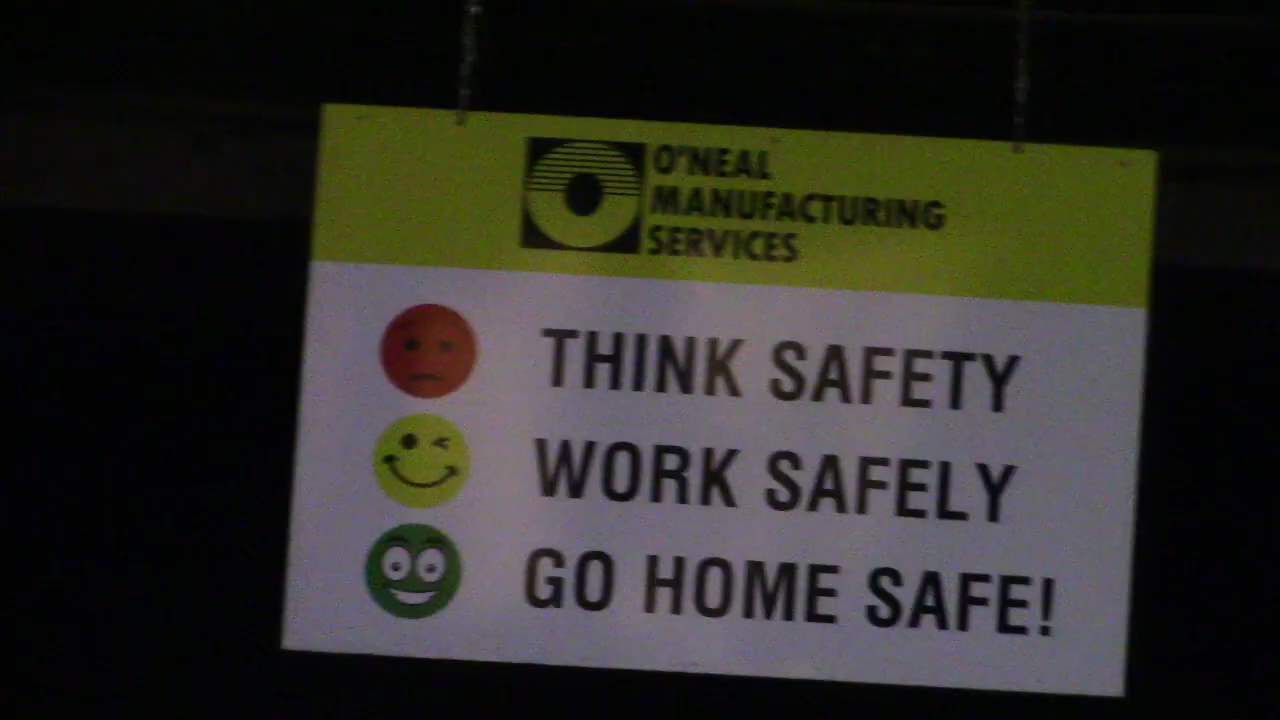 O'NEAL
MANUFACTURING
SERVICES
THINK SAFETY
WORK SAFELY
GO HOME SAFE!